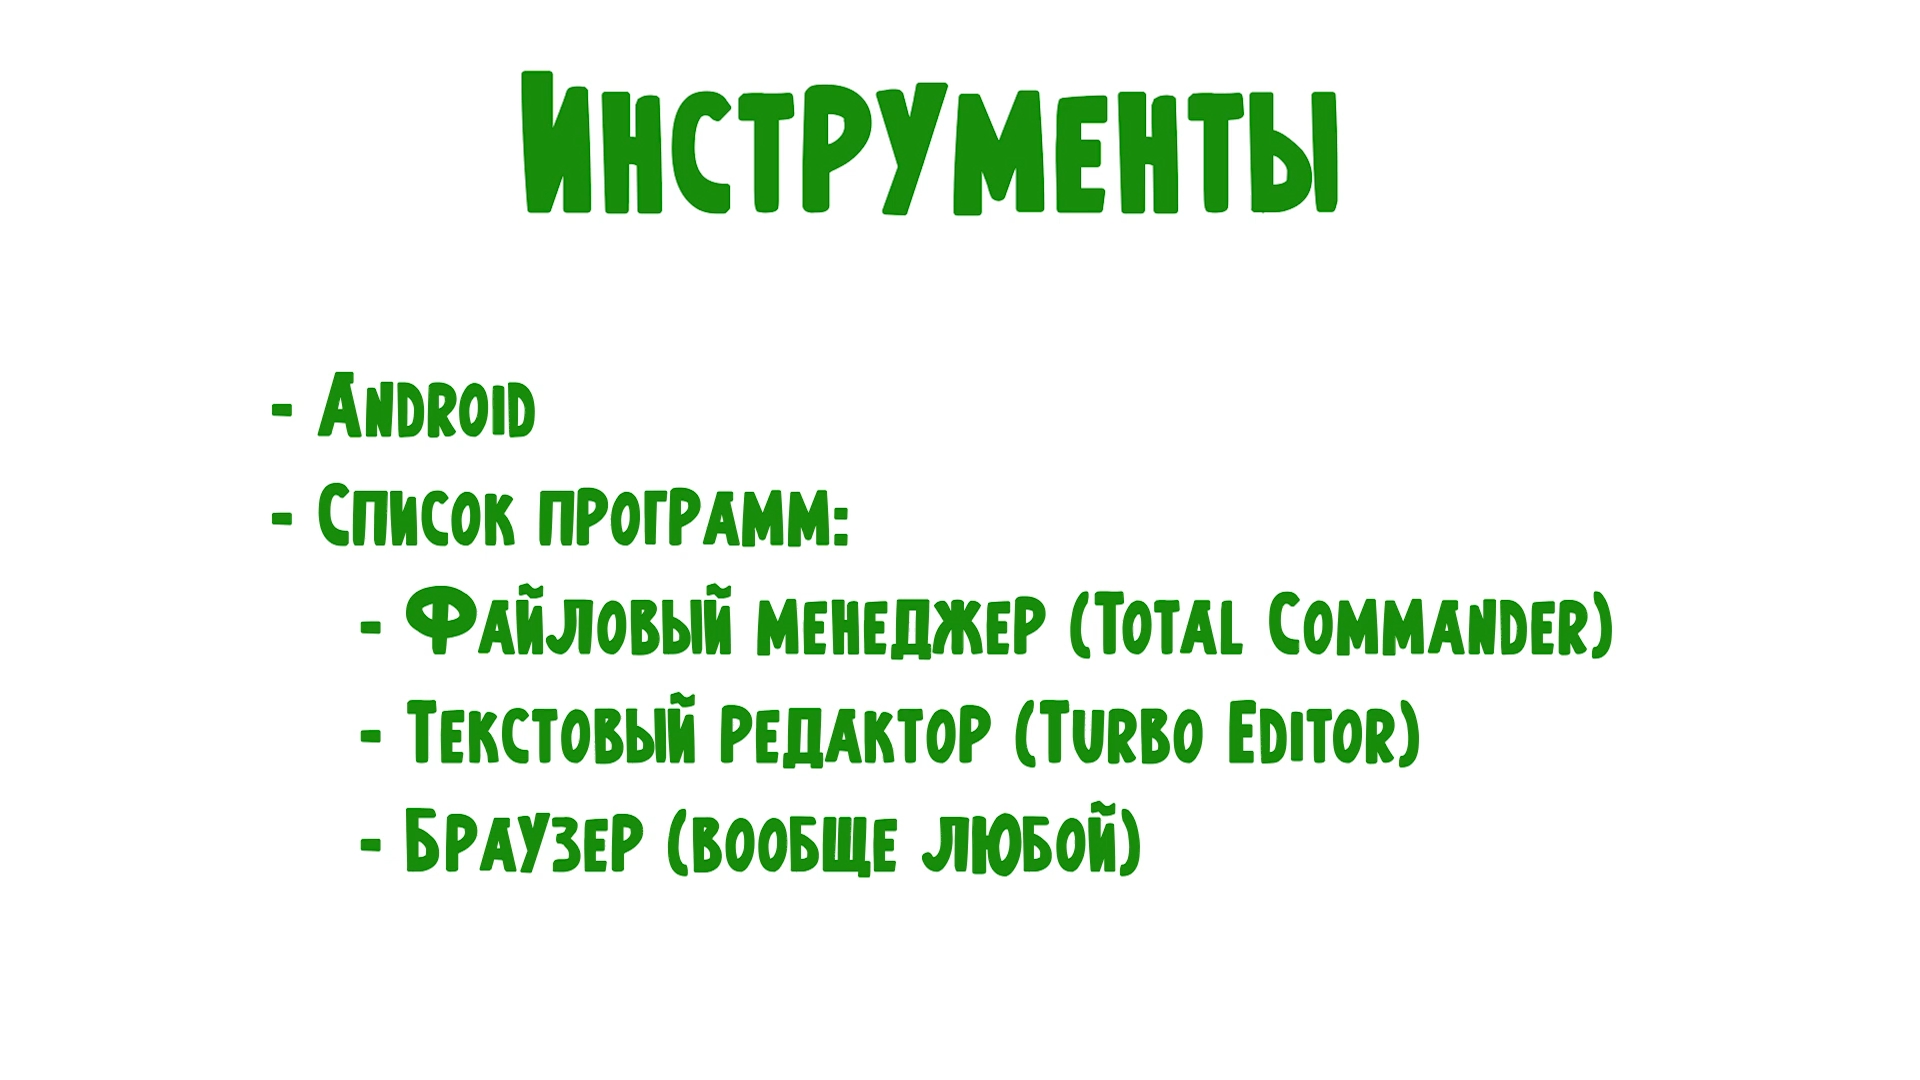 Инструменты
- Android
- Список программ:
- Файловый менеджер (Total Commander)
- Текстовый редактор (Turbo Editor)
- Браузер (вообще любой)